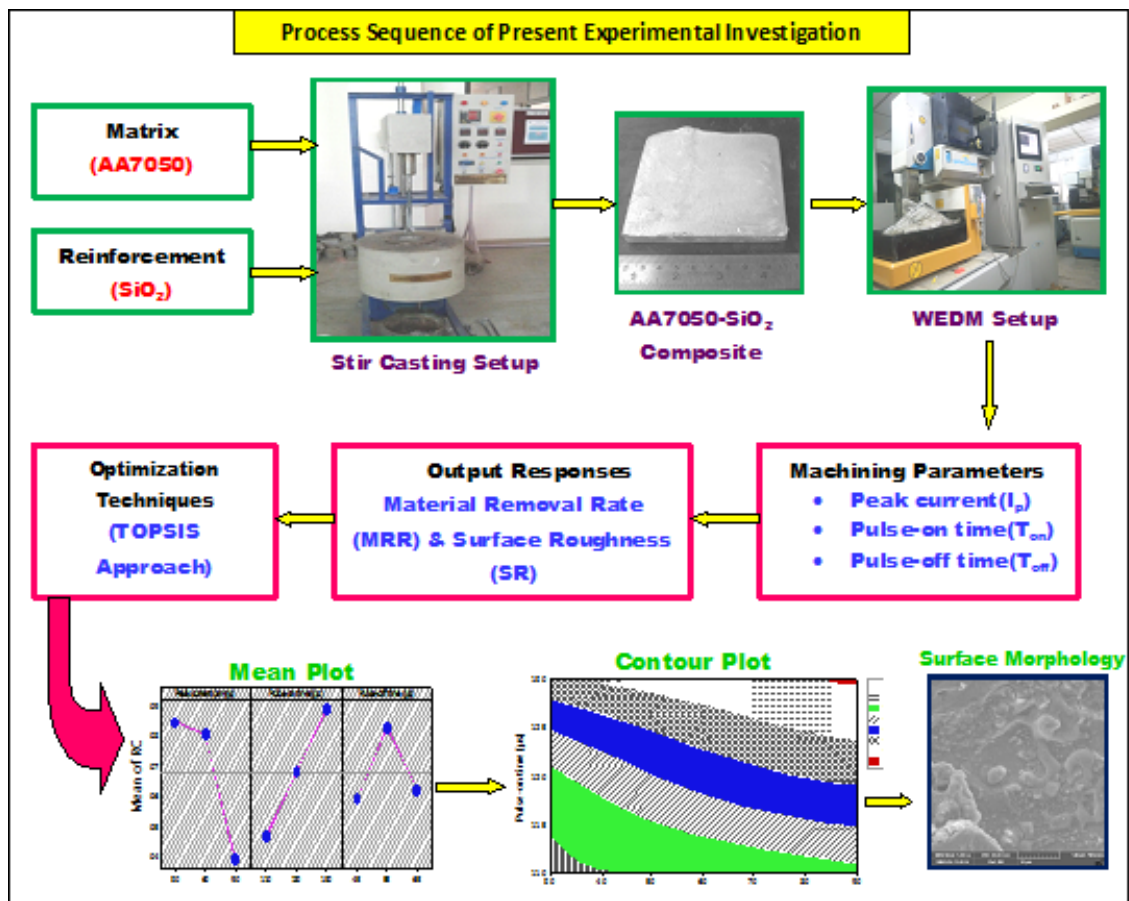 Process Sequence of Present Experimental Investigation
Matrix
(AA7050)
Reinforcement
(SiO₂)
Stir Casting Setup
AA7050-SiO₂
Composite
WEDM Setup
Optimization
Techniques
(TOPSIS
Approach)
Output Responses
Material Removal Rate
(MRR) & Surface Roughness
(SR)
Machining Parameters
• Peak current(Iₚ)
• Pulse-on time(Tₒₙ)
• Pulse-off time(T_off)
Mean Plot
Contour Plot
Surface Morphology
Mean of RC